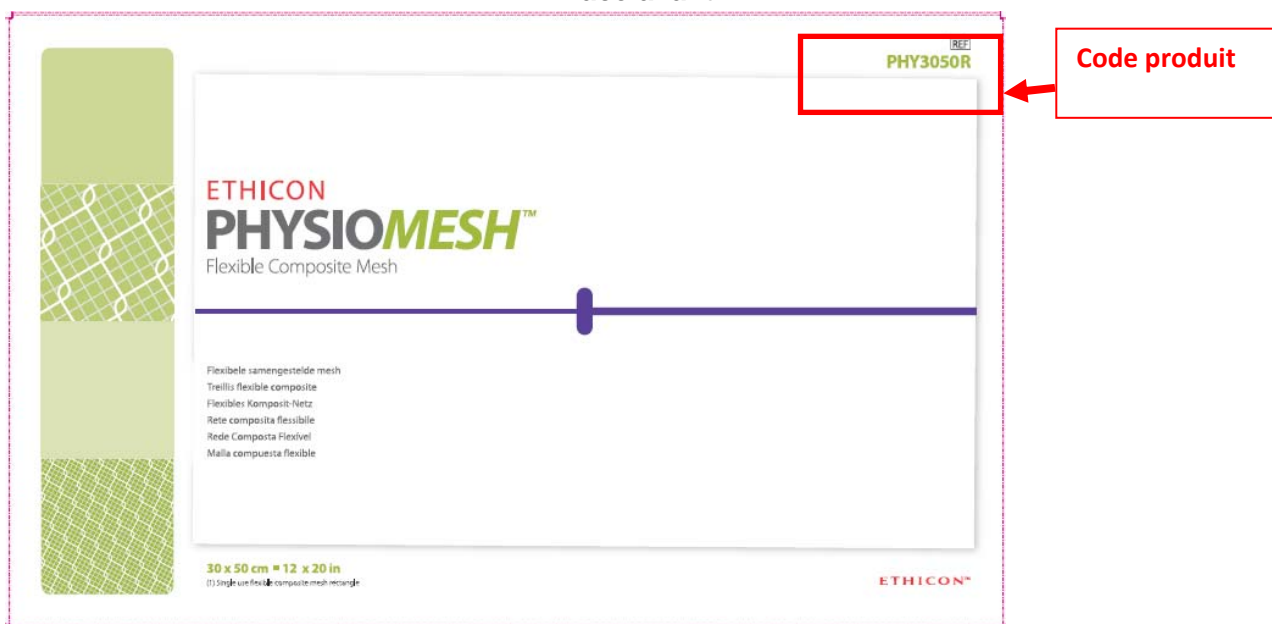 REF
PHY3050R
Code produit
ETHICON
PHYSIOMESH™
Flexible Composite Mesh
Flexibele samengestelde mesh
Treillis flexible composite
Flexibles Komposit-Netz
Rete composita flessibile
Rede Composta Flexível
Malla compuesta flexible
30 x 50 cm = 12 x 20 in
(1) Single use flexible composite mesh rectangle
ETHICON™